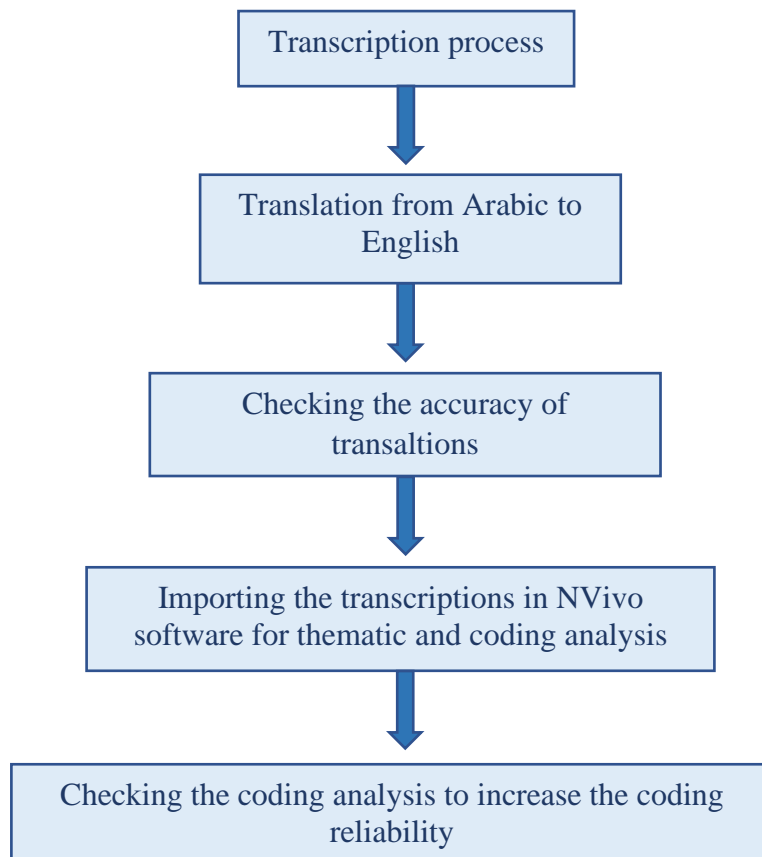 Transcription process
Translation from Arabic to
English
Checking the accuracy of
transaltions
Importing the transcriptions in NVivo
software for thematic and coding analysis
Checking the coding analysis to increase the coding
reliability